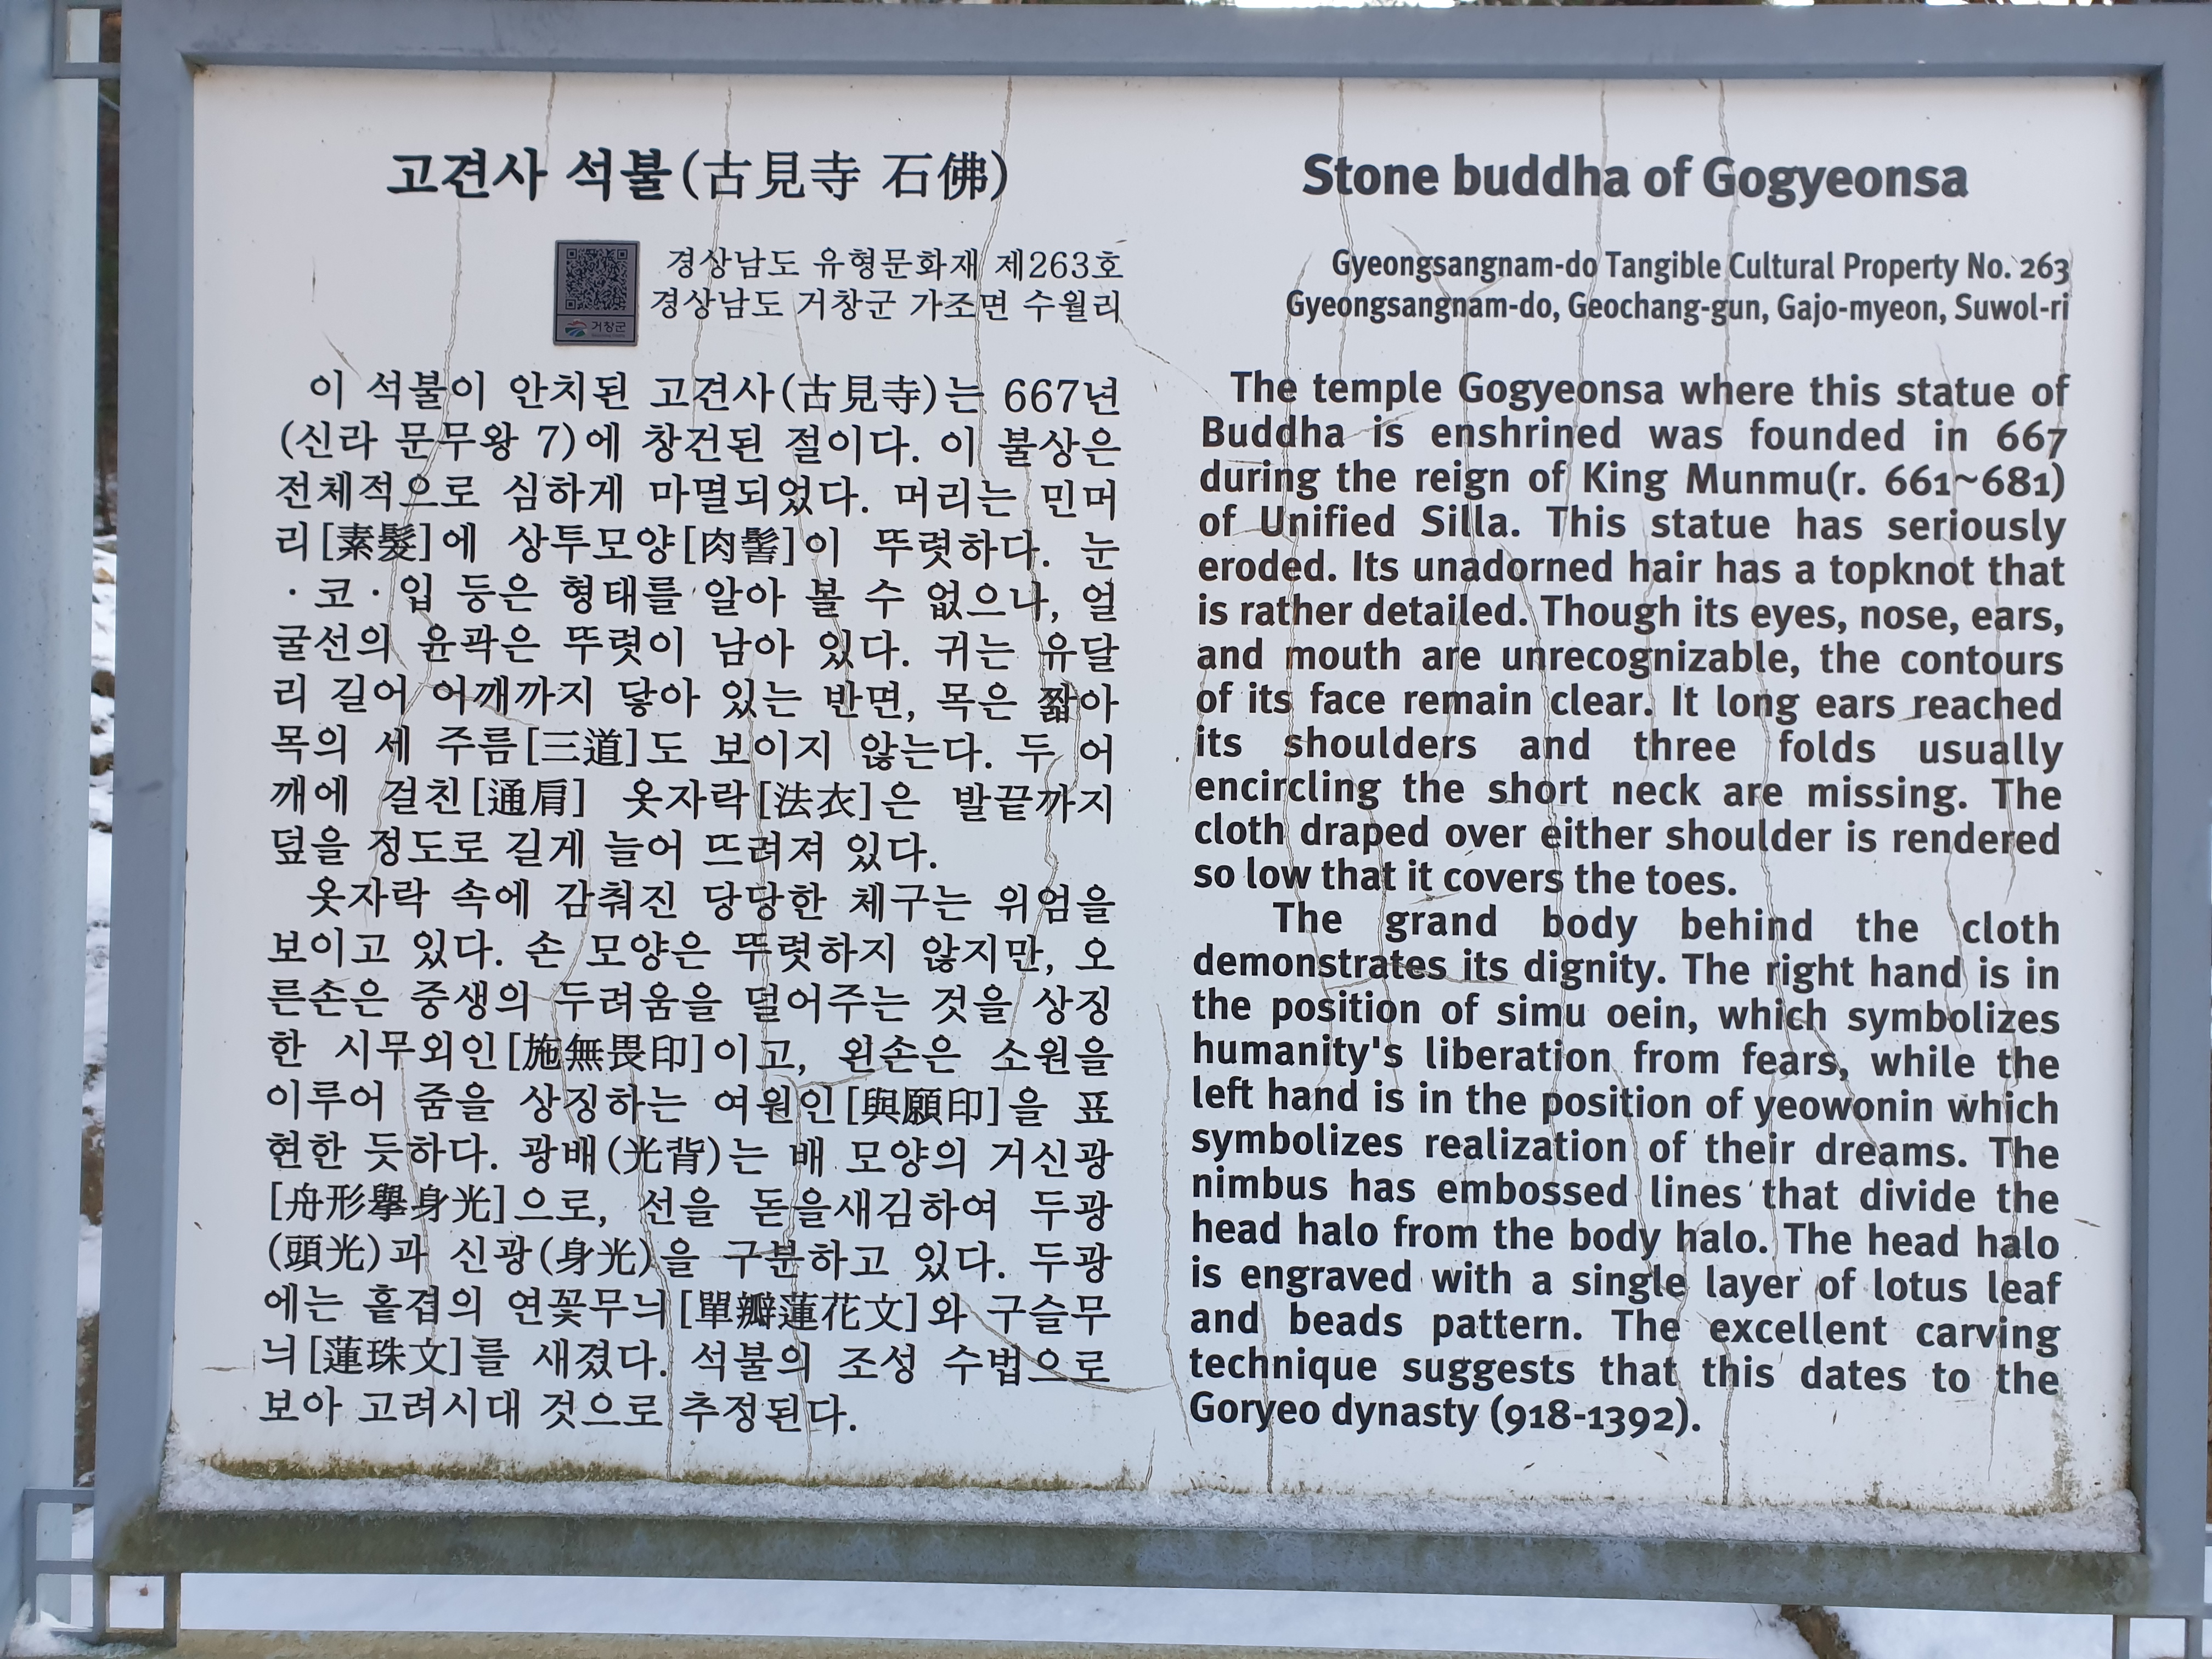 고견사 석불(古見寺 石佛)
거창군
경상남도 유형문화재 제263호
경상남도 거창군 가조면 수월리
이 석불이 안치된 고견사(古見寺)는 667년
(신라 문무왕 7)에 창건된 절이다. 이 불상은
전체적으로 심하게 마멸되었다. 머리는 민머
리[素髮]에 상투모양[肉髻]이 뚜렷하다. 눈
·코·입 등은 형태를 알아 볼 수 없으나, 얼
굴선의 윤곽은 뚜렷이 남아 있다. 귀는 유달
리 길어 어깨까지 닿아 있는 반면, 목은 짧아
목의 세 주름[三道]도 보이지 않는다. 두 어
깨에 걸친[通肩] 옷자락[法衣]은 발끝까지
덮을 정도로 길게 늘어 뜨려져 있다.
옷자락 속에 감춰진 당당한 체구는 위엄을
보이고 있다. 손 모양은 뚜렷하지 않지만, 오
른손은 중생의 두려움을 덜어주는 것을 상징
한 시무외인[施無畏印]이고, 왼손은 소원을
이루어 줌을 상징하는 여원인[與願印]을 표
현한 듯하다. 광배(光背)는 배 모양의 거신광
[舟形擧身光]으로, 선을 돋을새김하여 두광
(頭光)과 신광(身光)을 구분하고 있다. 두광
에는 홑겹의 연꽃무늬[單瓣蓮花文]와 구슬무
늬[蓮珠文]를 새겼다. 석불의 조성 수법으로
보아 고려시대 것으로 추정된다.
Stone buddha of Gogyeonsa
Gyeongsangnam-do Tangible Cultural Property No. 263
Gyeongsangnam-do, Geochang-gun, Gajo-myeon, Suwol-ri
The temple Gogyeonsa where this statue of
Buddha is enshrined was founded in 667
during the reign of King Munmu(r. 661~681)
of Unified Silla. This statue has seriously
eroded. Its unadorned hair has a topknot that
is rather detailed. Though its eyes, nose, ears,
and mouth are unrecognizable, the contours
of its face remain clear. It long ears reached
its shoulders and three folds usually
encircling the short neck are missing. The
cloth draped over either shoulder is rendered
so low that it covers the toes.
The grand body behind the cloth
demonstrates its dignity. The right hand is in
the position of simu oein, which symbolizes
humanity's liberation from fears, while the
left hand is in the position of yeowonin which
symbolizes realization of their dreams. The
nimbus has embossed lines that divide the
head halo from the body halo. The head halo
is engraved with a single layer of lotus leaf
and beads pattern. The excellent carving
technique suggests that this dates to the
Goryeo dynasty (918-1392).